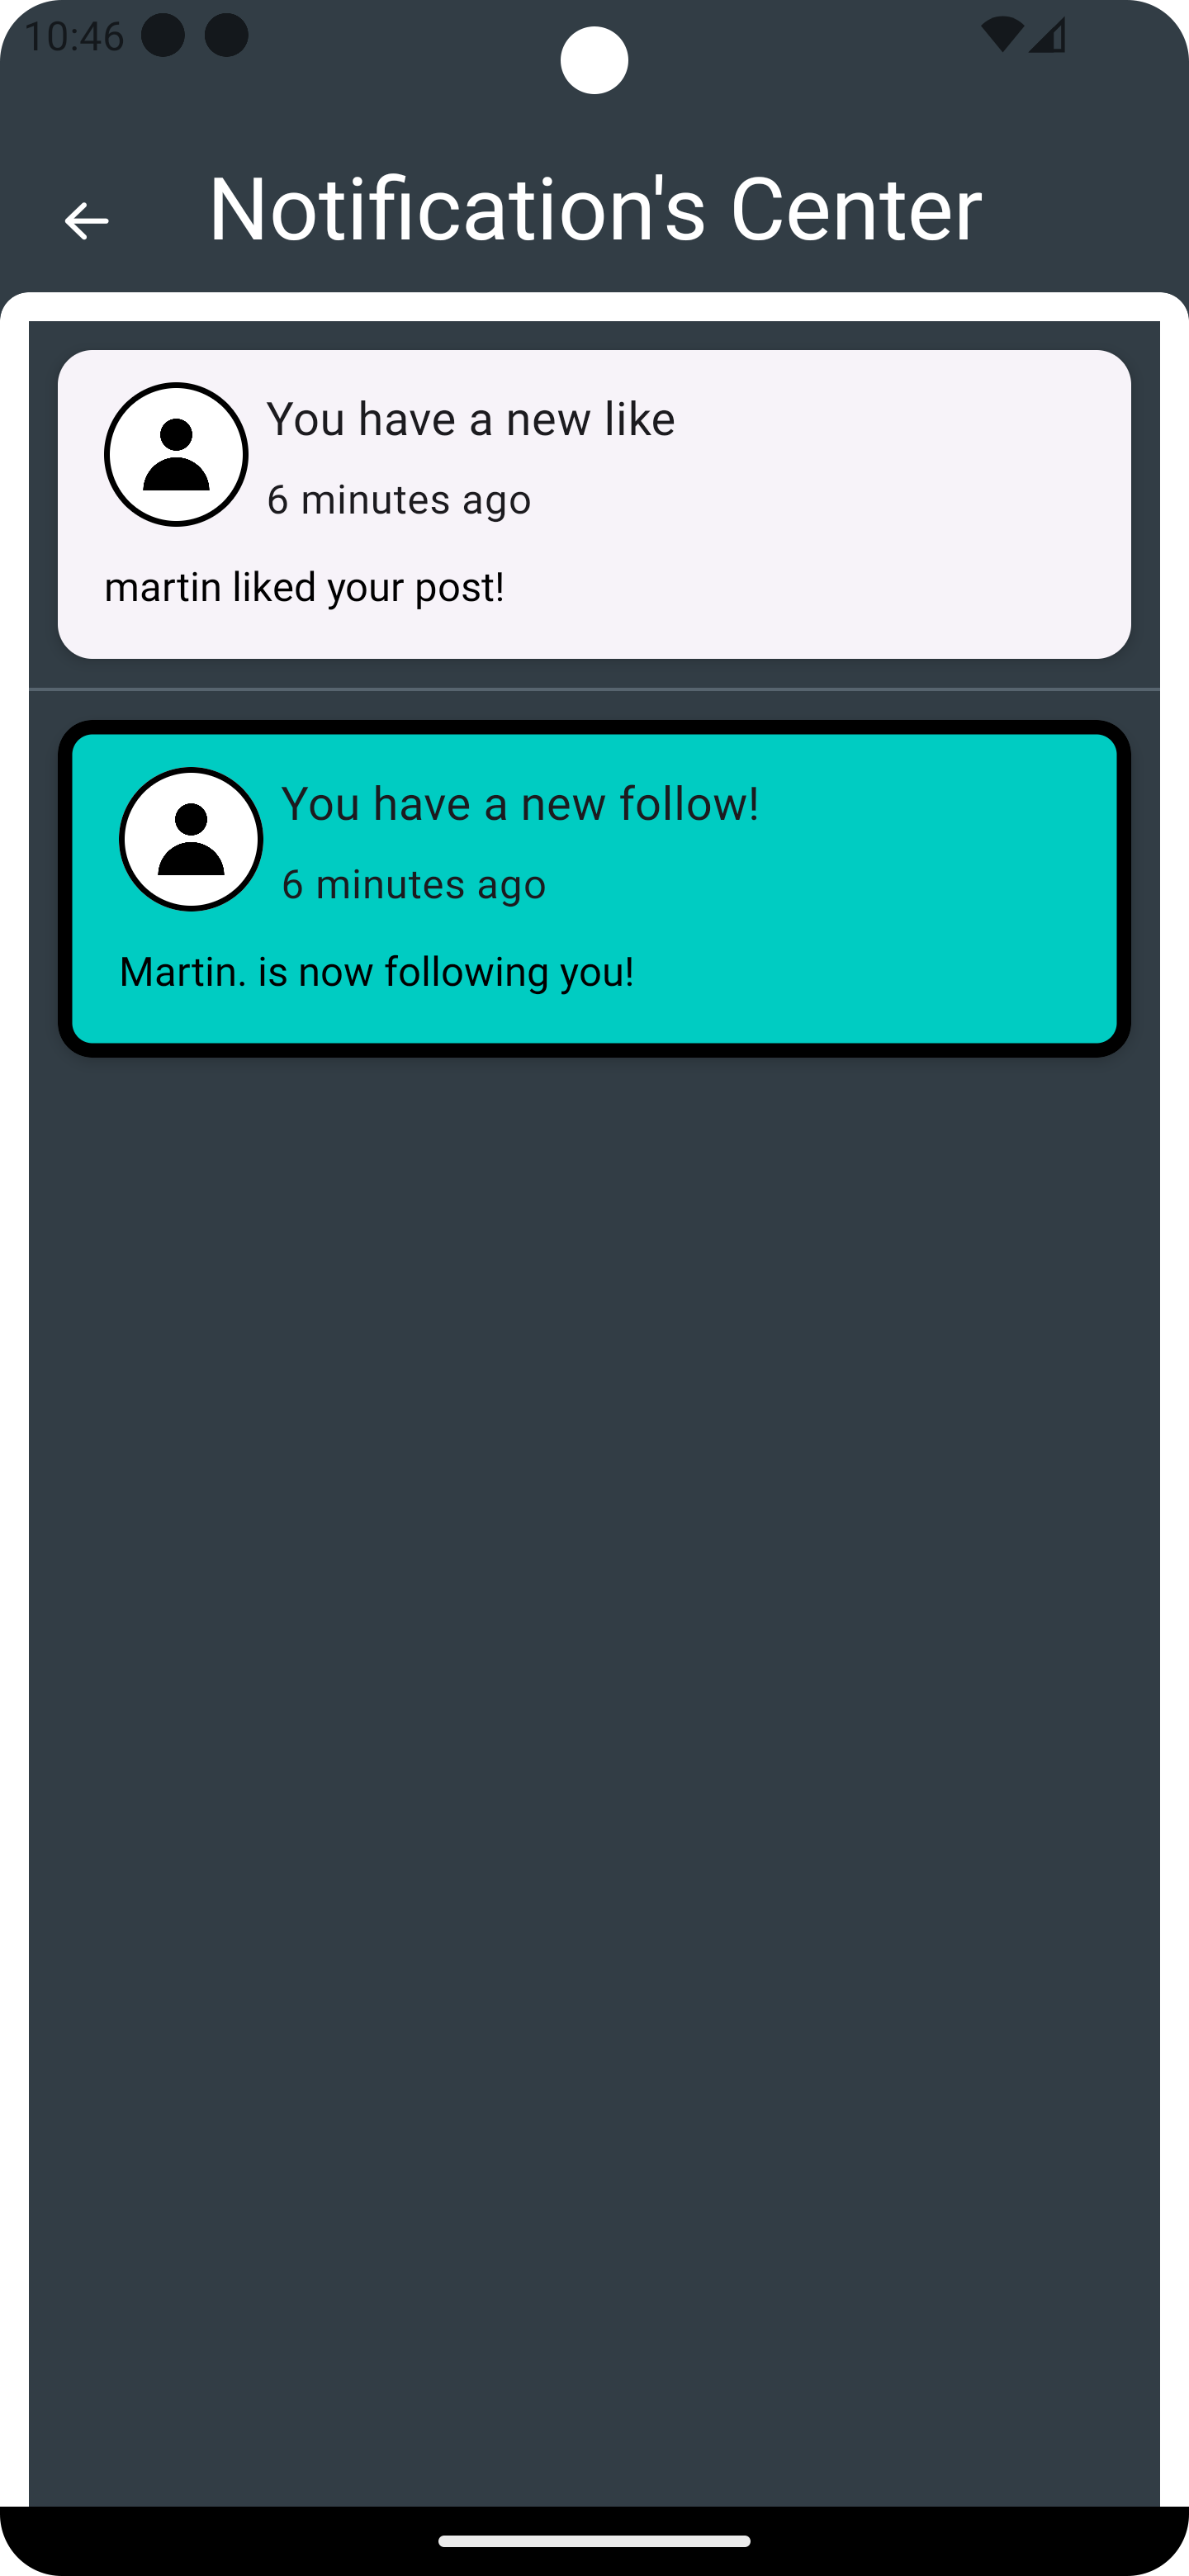 10:46
Notification's Center
You have a new like
6 minutes ago
martin liked your post!
You have a new follow!
6 minutes ago
Martin. is now following you!